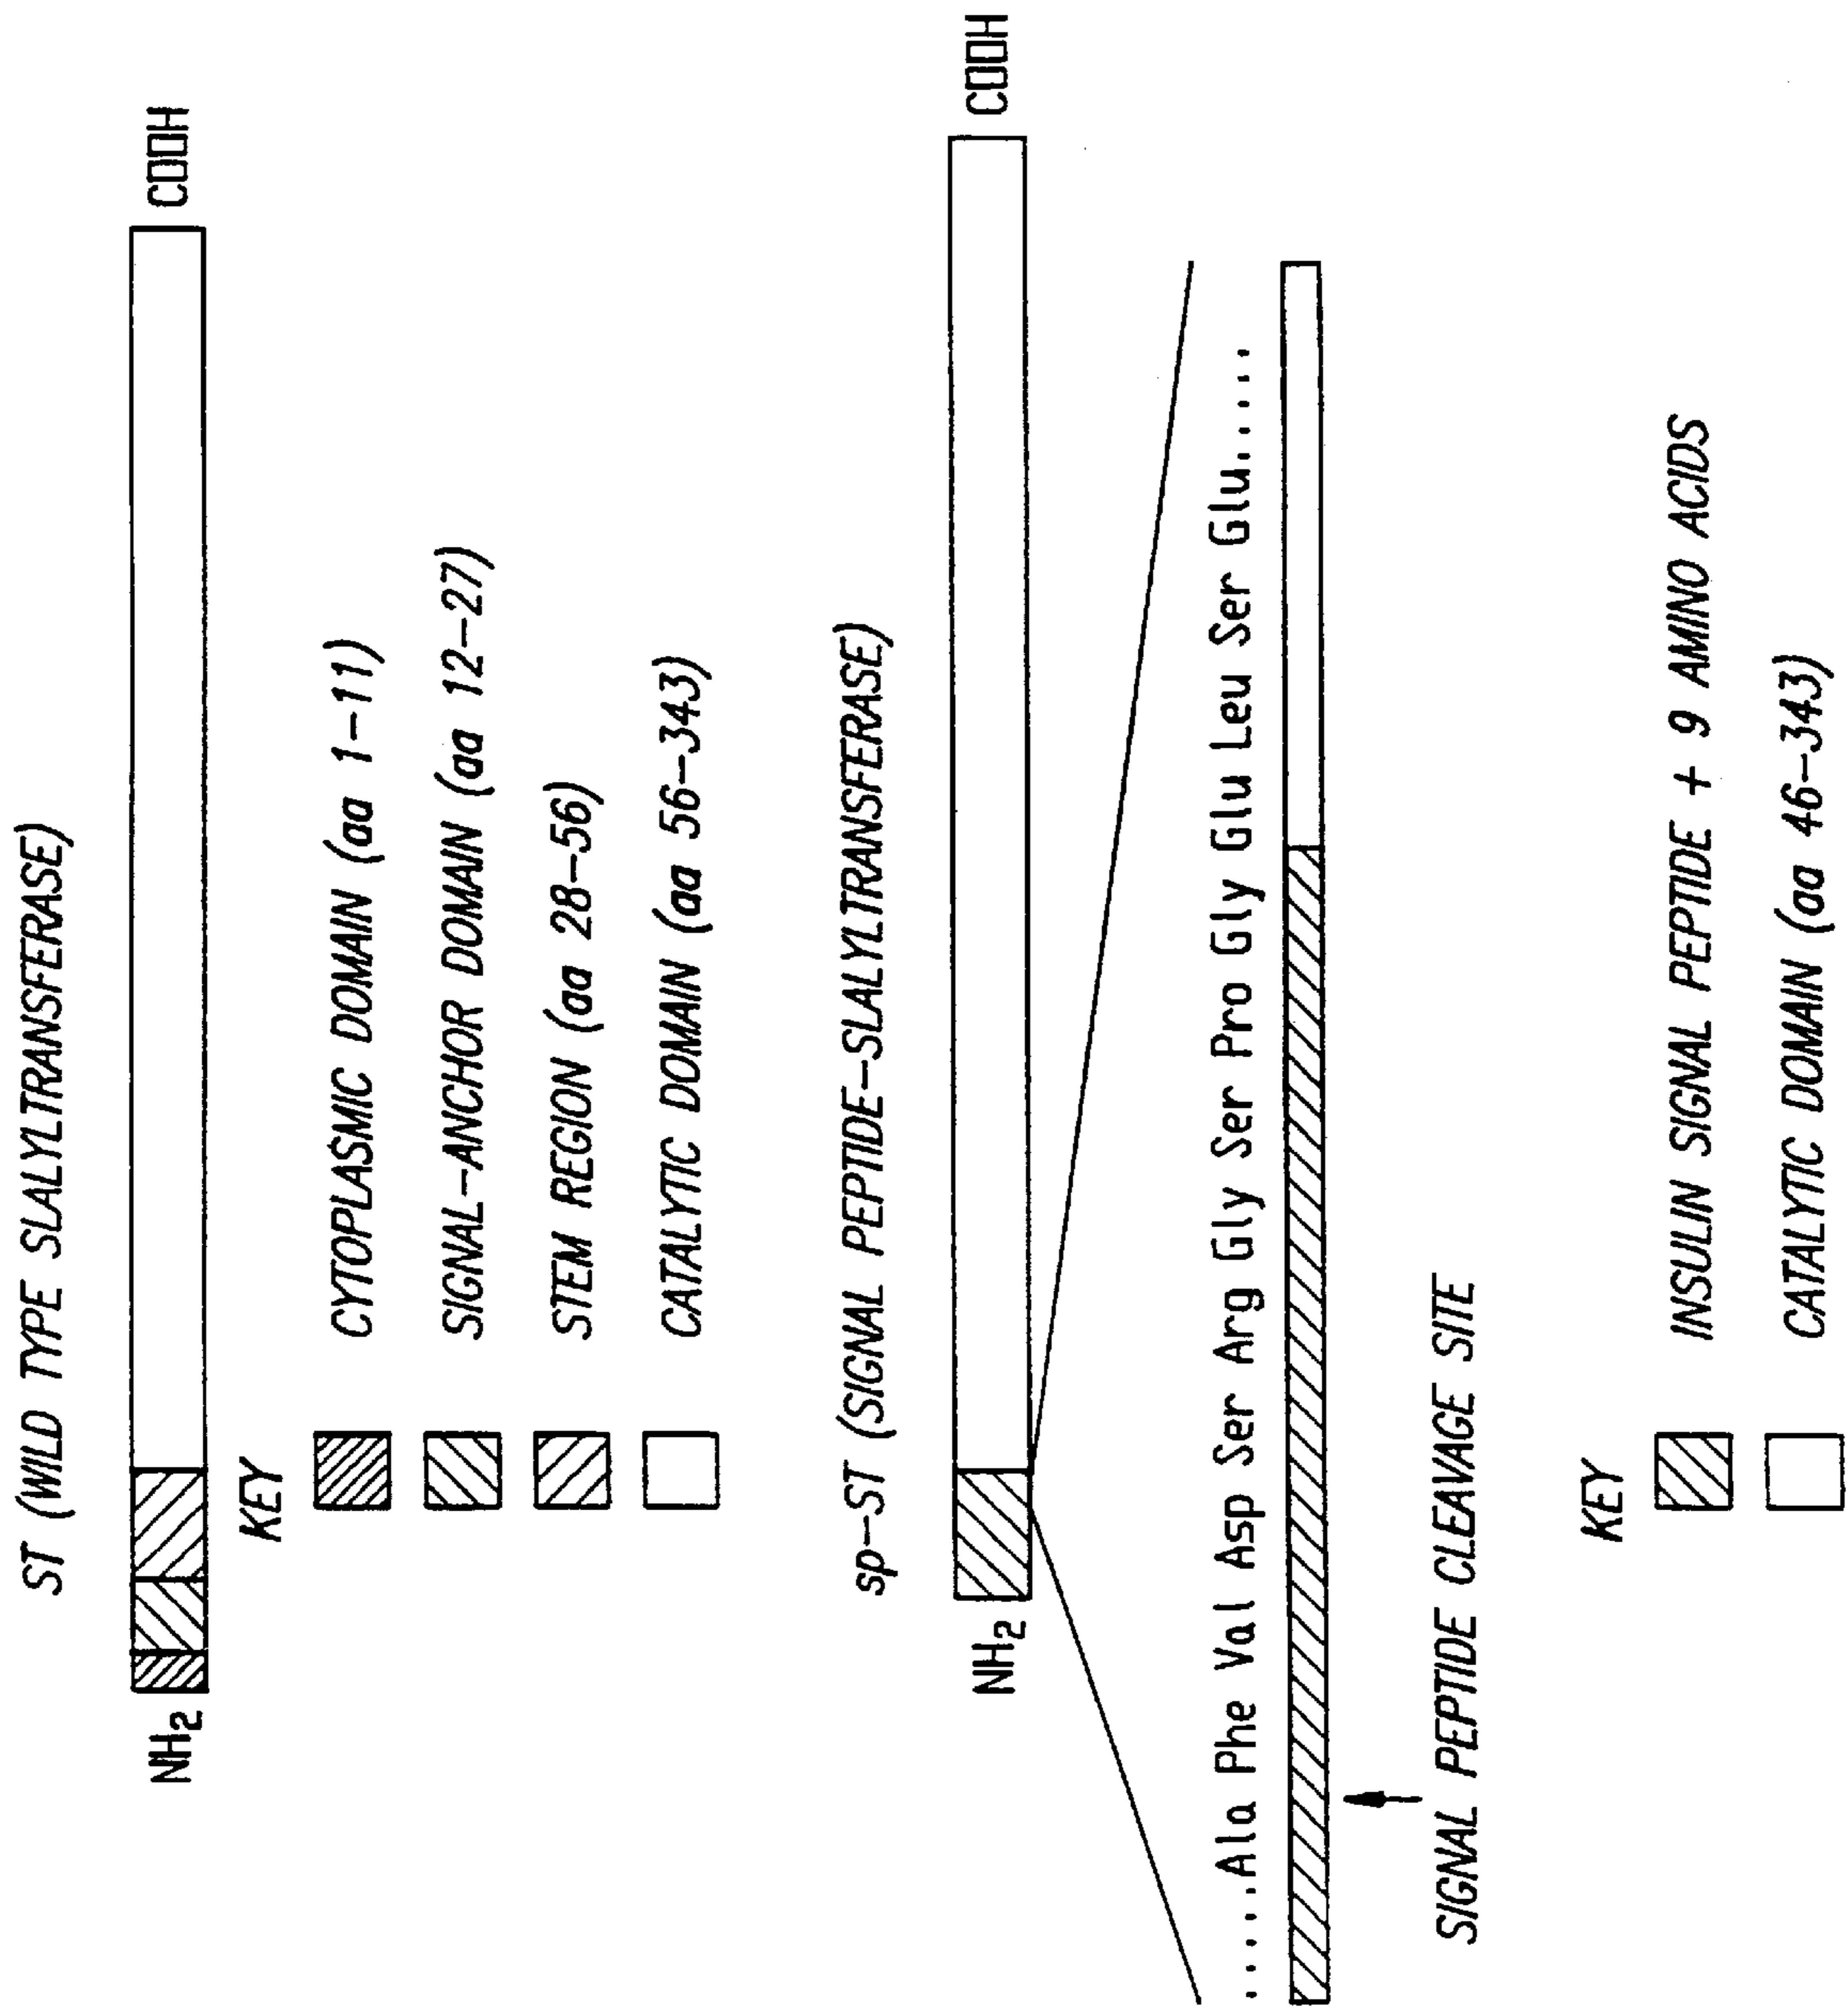 ST (WILD TYPE SLALYLTRANSFERASE)
NH2 COOH
KEY
CYTOPLASMIC DOMAIN (aa 1–11)
SIGNAL–ANCHOR DOMAIN (aa 12–27)
STEM REGION (aa 28–56)
CATALYTIC DOMAIN (aa 56–343)
sp–ST (SIGNAL PEPTIDE–SLALYLTRANSFERASE)
NH2 COOH
......Ala Phe Val Asp Ser Arg Gly Ser Pro Gly Glu Leu Ser Glu......
SIGNAL PEPTIDE CLEAVAGE SITE
KEY
INSULIN SIGNAL PEPTIDE + 9 AMINO ACIDS
CATALYTIC DOMAIN (aa 46–343)